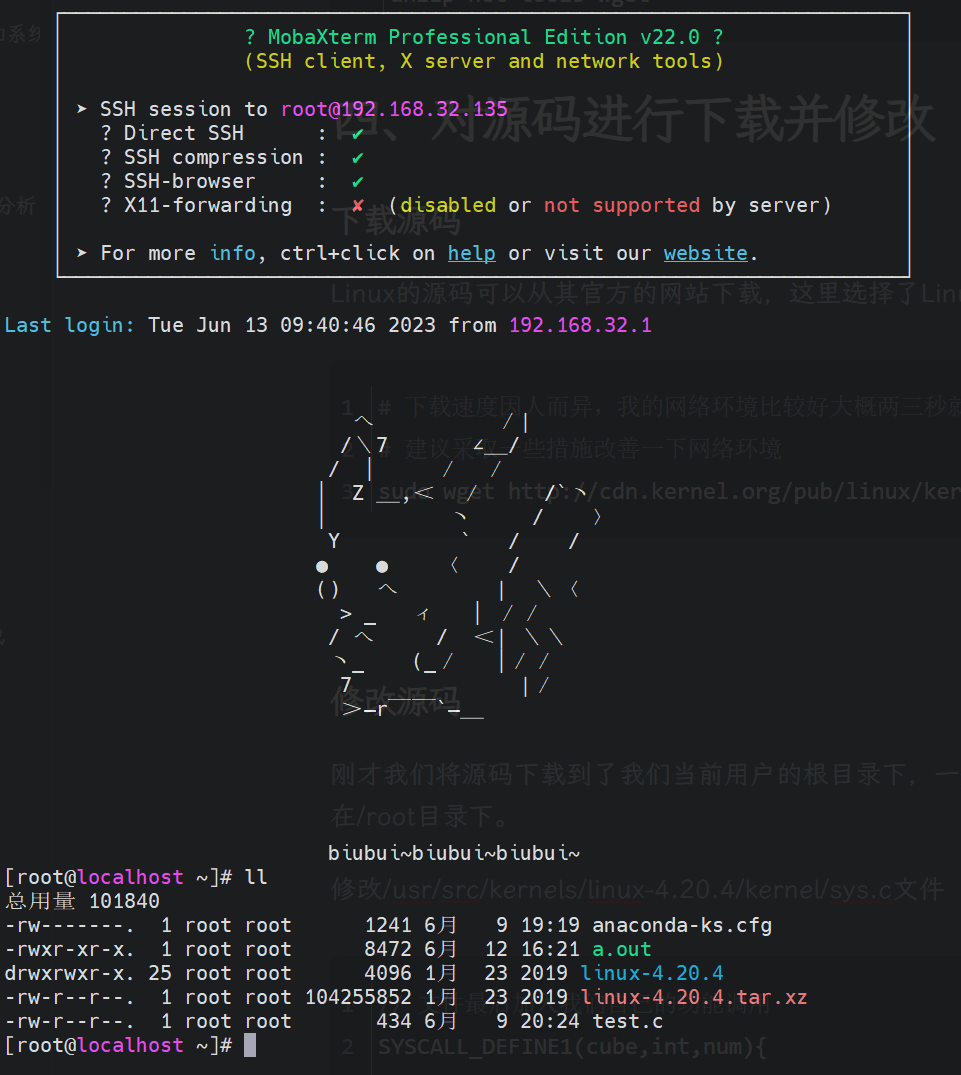 ? MobaXterm Professional Edition v22.0 ?
(SSH client, X server and network tools)
➤ SSH session to root@192.168.32.135
? Direct SSH      :  ✔
? SSH compression :  ✔
? SSH-browser     :  ✔
? X11-forwarding  :  ✘  (disabled or not supported by server)
➤ For more info, ctrl+click on help or visit our website.
四、对源码进行下载并修改
下载源码
Linux的源码可以从其官方的网站下载，这里选择了Linu
Last login: Tue Jun 13 09:40:46 2023 from 192.168.32.1
1 # 下载速度因人而异，我的网络环境比较好大概两三秒就
建议采取一些措施改善一下网络环境
3 sudo wget http://cdn.kernel.org/pub/linux/ker
修改源码
刚才我们将源码下载到了我们当前用户的根目录下，一
在/root目录下。
biubui~biubui~biubui~
[root@localhost ~]# ll
修改/usr/src/kernels/linux-4.20.4/kernel/sys.c文件
总用量 101840
-rw-------.  1 root root      1241 6月   9 19:19 anaconda-ks.cfg
-rwxr-xr-x.  1 root root      8472 6月  12 16:21 a.out
drwxrwxr-x. 25 root root      4096 1月  23 2019 linux-4.20.4
-rw-r--r--.  1 root root 104255852 1月  23 2019 linux-4.20.4.tar.xz
-rw-r--r--.  1 root root       434 6月   9 20:24 test.c
[root@localhost ~]#
2 SYSCALL_DEFINE1(cube,int,num){